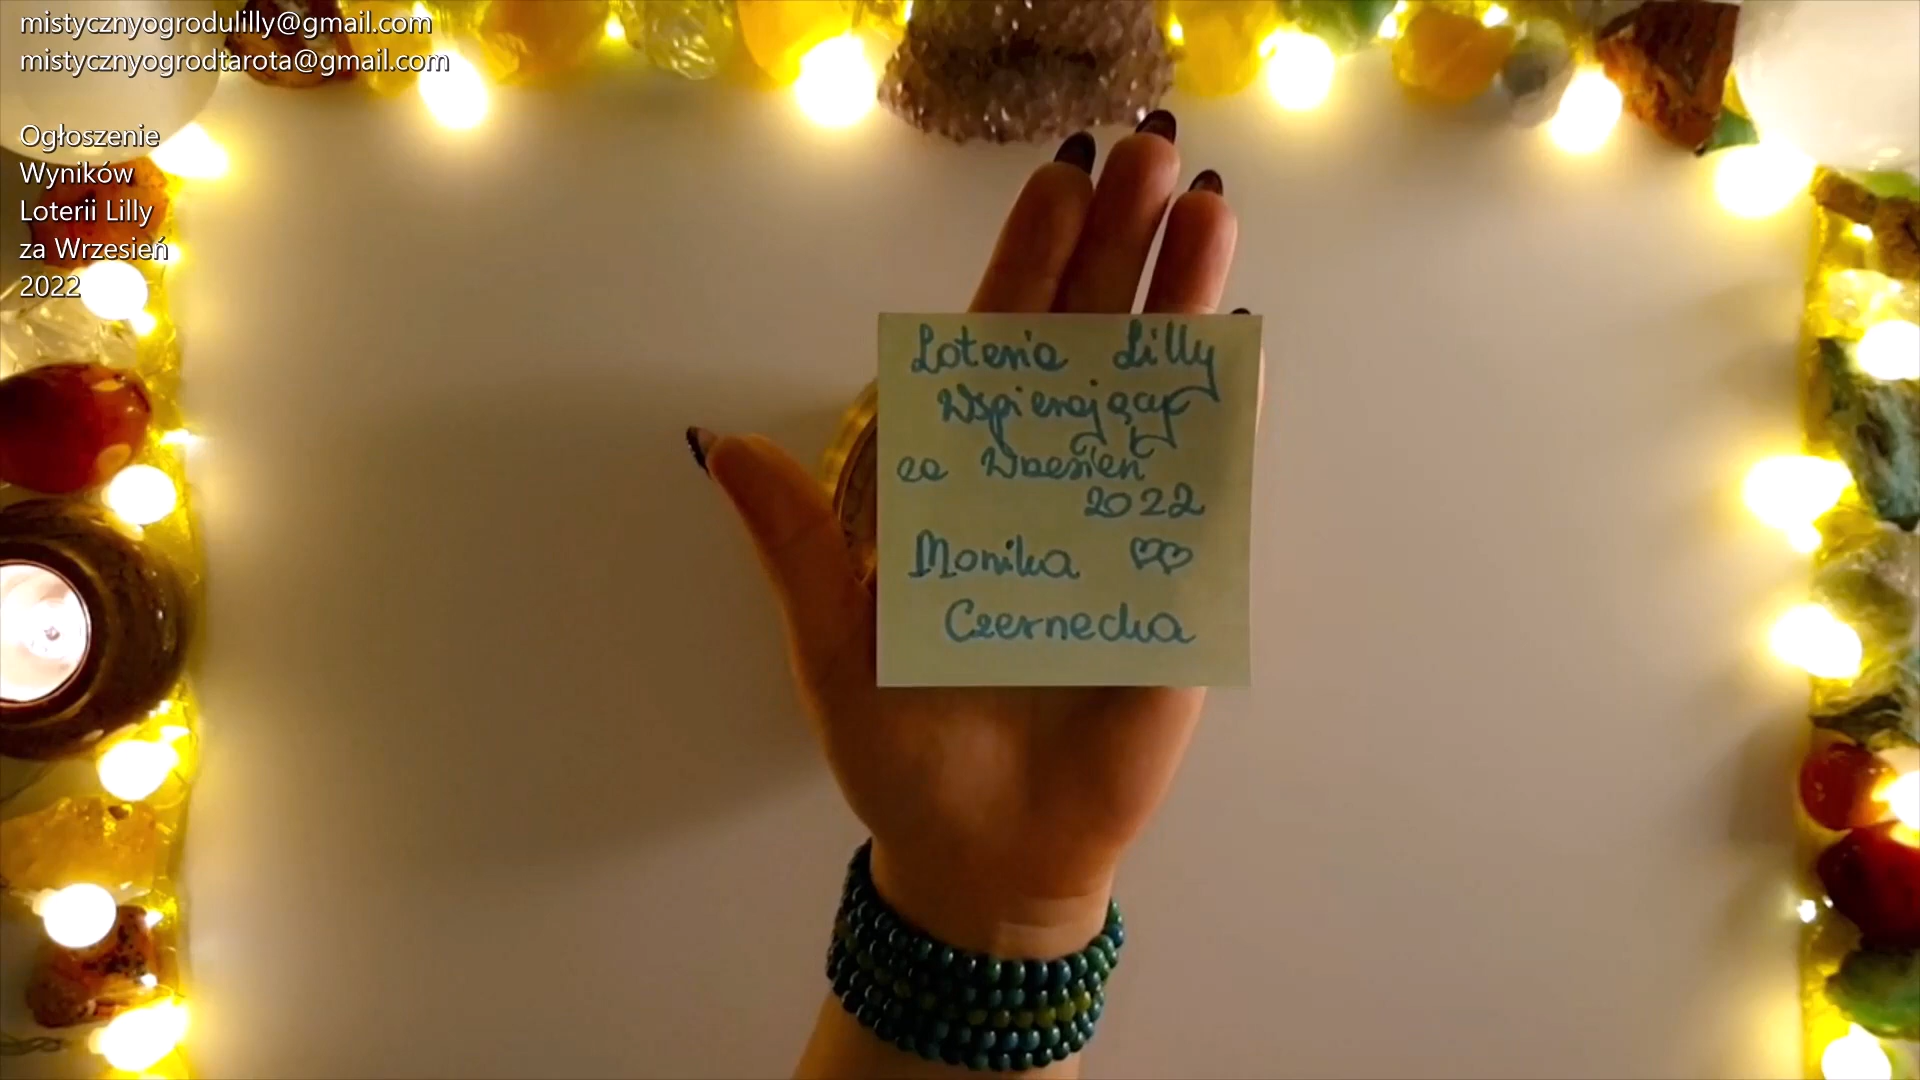 mistycznyogrodulilly@gmail.com
mistycznyogrodtarota@gmail.com
Ogłoszenie
Wyników
Loterii Lilly
za Wrzesień
2022
Loteria Lilly
Wspierający
za Wrzesień
2022
Monika
Czernecka